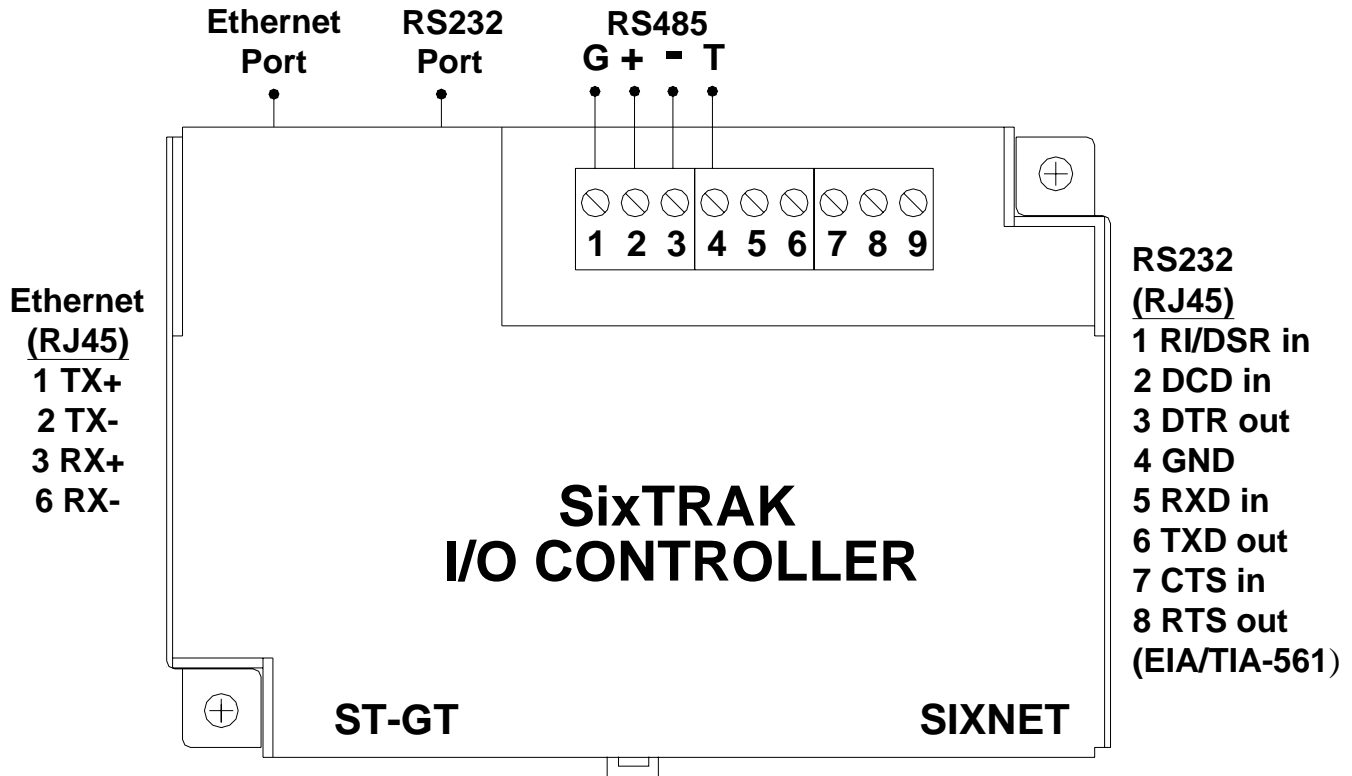 Ethernet
Port
RS232
Port
RS485
G + - T
1 2 3 4 5 6 7 8 9
Ethernet
(RJ45)
1 TX+
2 TX-
3 RX+
6 RX-
RS232
(RJ45)
1 RI/DSR in
2 DCD in
3 DTR out
4 GND
5 RXD in
6 TXD out
7 CTS in
8 RTS out
(EIA/TIA-561)
SixTRAK
I/O CONTROLLER
ST-GT
SIXNET